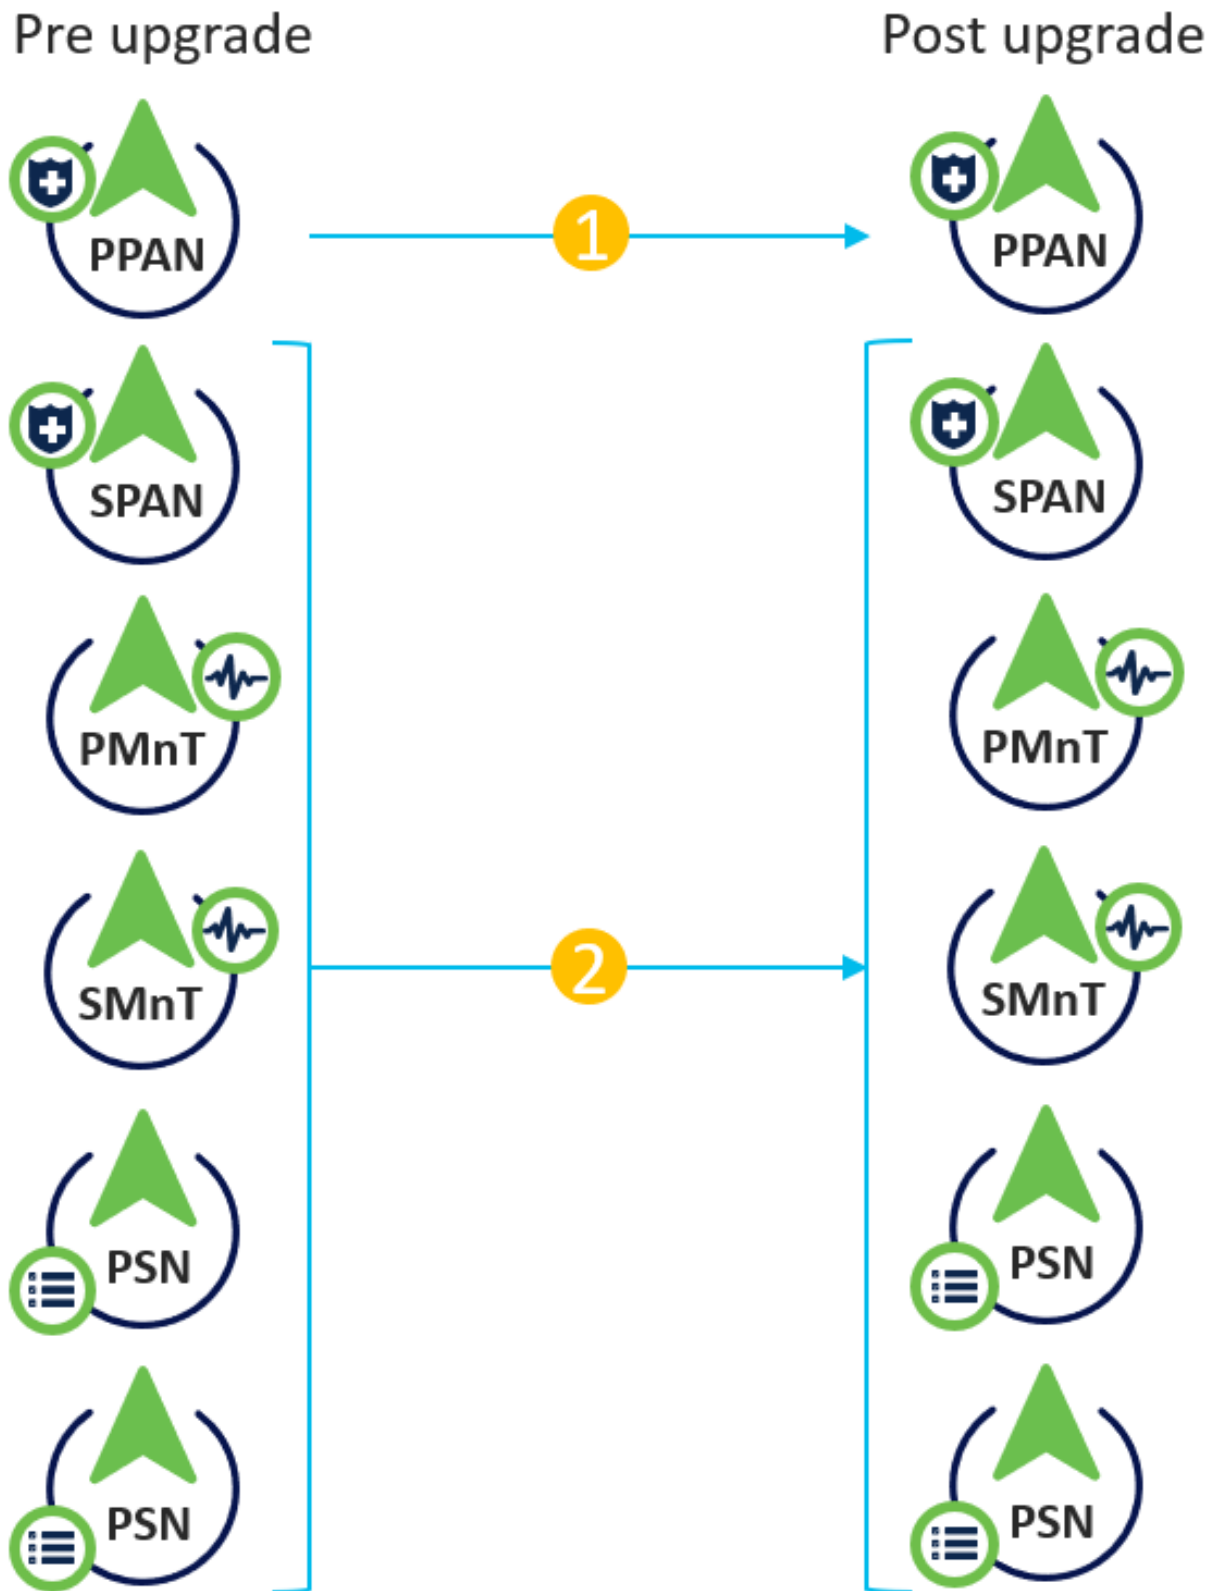 Pre upgrade
Post upgrade
PPAN
1
PPAN
SPAN
SPAN
PMnT
PMnT
SMnT
2
SMnT
PSN
PSN
PSN
PSN